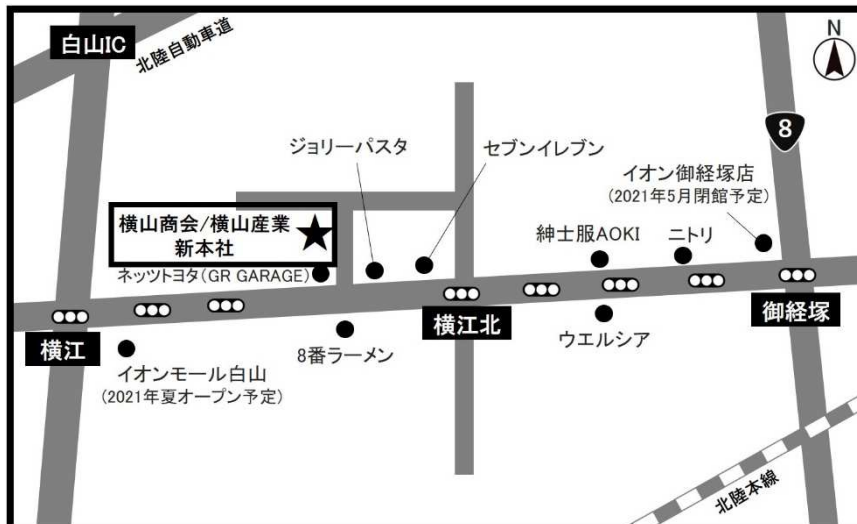 白山IC
北陸自動車道
N
8
ジョリーパスタ
セブンイレブン
イオン御経塚店
(2021年5月閉館予定)
横山商会/横山産業
新本社
紳士服AOKI
ニトリ
ネッツトヨタ(GR GARAGE)
横江
横江北
御経塚
8番ラーメン
ウエルシア
イオンモール白山
(2021年夏オープン予定)
北陸本線